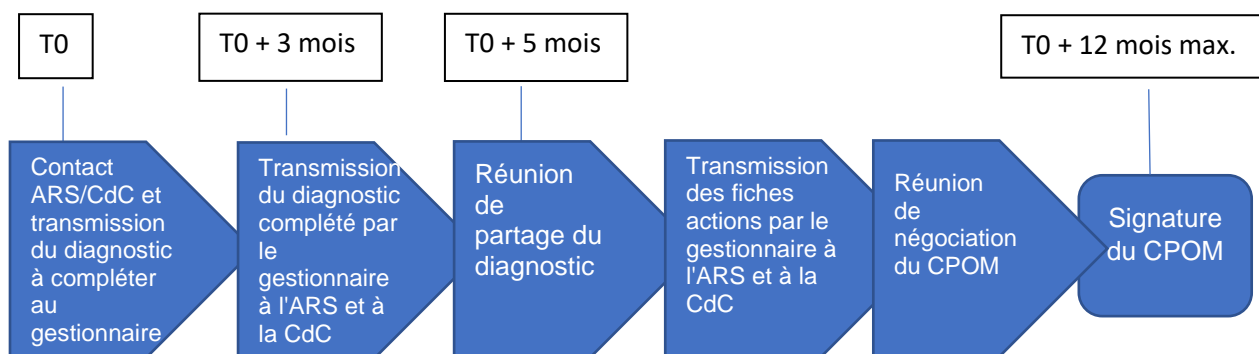 T0
T0 + 3 mois
T0 + 5 mois
T0 + 12 mois max.
Contact
ARS/CdC et
transmission
du diagnostic
à compléter
au
gestionnaire
Transmission
du diagnostic
complété par
le
gestionnaire
à l'ARS et à
la CdC
Réunion
de
partage du
diagnostic
Transmission
des fiches
actions par le
gestionnaire à
l'ARS et à la
CdC
Réunion
de
négociation
du CPOM
Signature
du CPOM